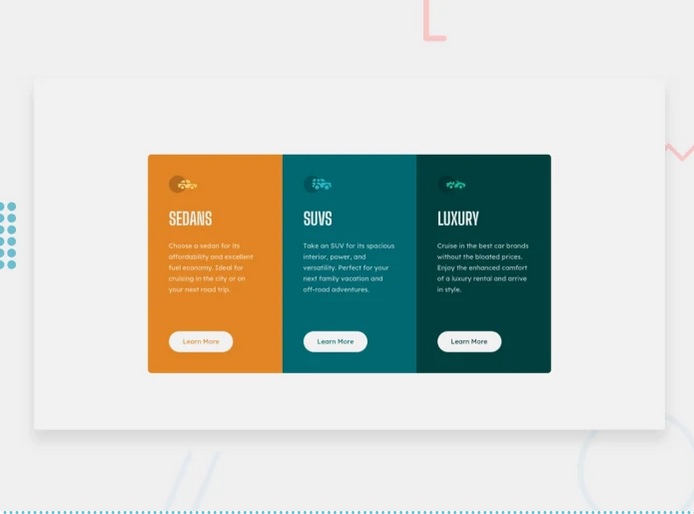 SEDANS
Choose a sedan for its
affordability and excellent
fuel economy. Ideal for
cruising in the city or on
your next road trip.
Learn More
SUVS
Take an SUV for its spacious
interior, power, and
versatility. Perfect for your
next family vacation and
off-road adventures.
Learn More
LUXURY
Cruise in the best car brands
without the bloated prices.
Enjoy the enhanced comfort
of a luxury rental and arrive
in style.
Learn More